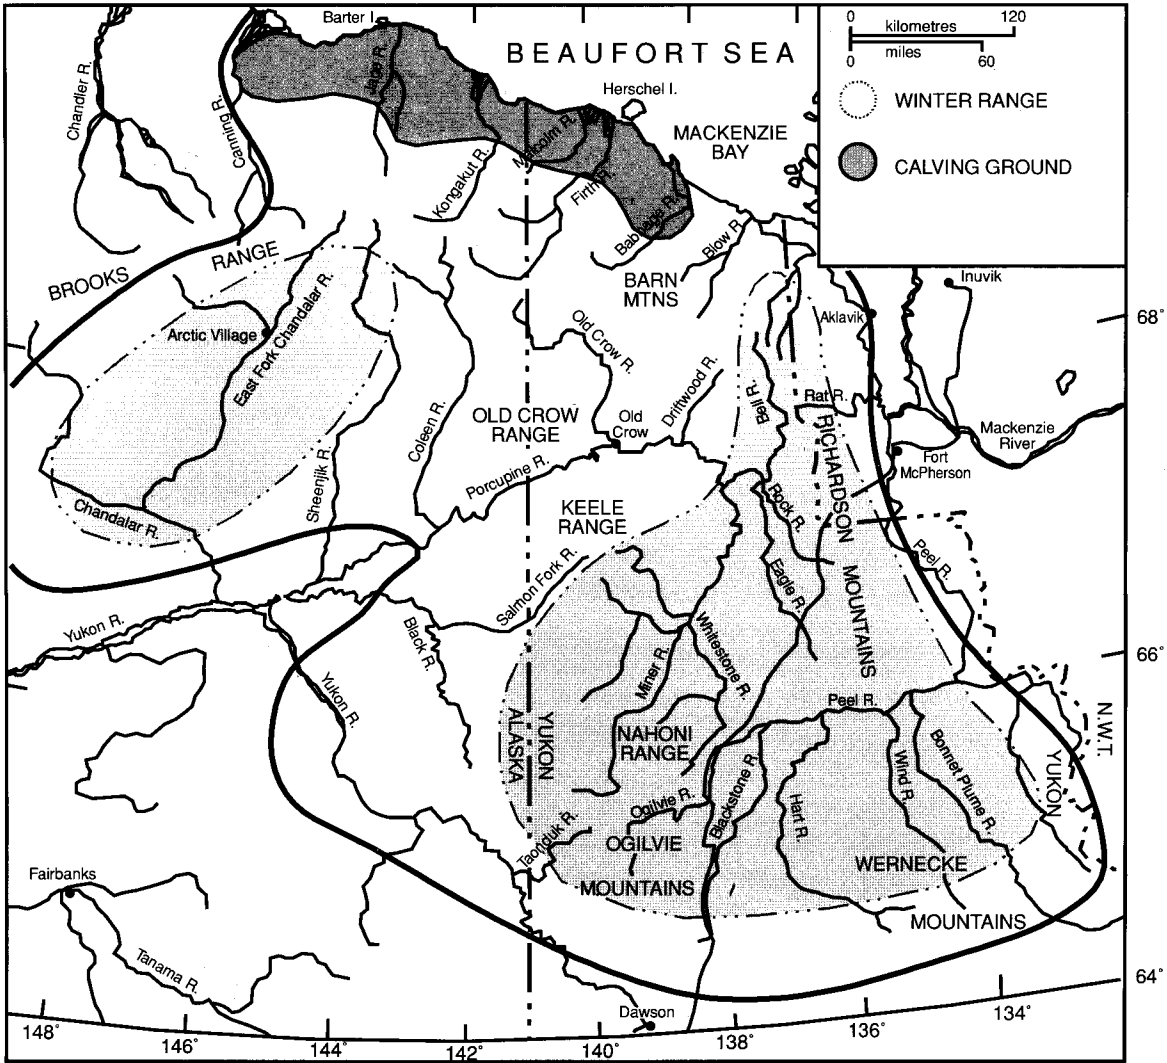 Barter I.
BEAUFORT SEA
0 120
kilometres
miles
0 60
WINTER RANGE
CALVING GROUND
Chandler R.
Canning R.
Jago R.
Herschel I.
MACKENZIE
BAY
Malcolm R.
Kongakut R.
Firth R.
Babbage R.
Blow R.
BROOKS
RANGE
BARN
MTNS
Inuvik
Aklavik
68°
Arctic Village
East Fork Chandalar R.
Old Crow R.
Driftwood R.
Bell R.
Rat R.
Coleen R.
OLD CROW
RANGE
Old
Crow
Mackenzie
River
Fort
McPherson
RICHARDSON
MOUNTAINS
Porcupine R.
Sheenjik R.
KEELE
RANGE
Rock R.
Chandalar R.
Peel R.
Salmon Fork R.
Eagle R.
Yukon R.
Black R.
Whitestone R.
Miner R.
66°
Yukon R.
Peel R.
N.W.T.
YUKON
ALASKA
YUKON
NAHONI
RANGE
Blackstone R.
Wind R.
Bonnet Plume R.
Hart R.
Ogilvie R.
Taonduk R.
OGILVIE
MOUNTAINS
WERNECKE
MOUNTAINS
Fairbanks
Tanama R.
64°
Dawson
148°
146°
144°
142°
140°
138°
136°
134°